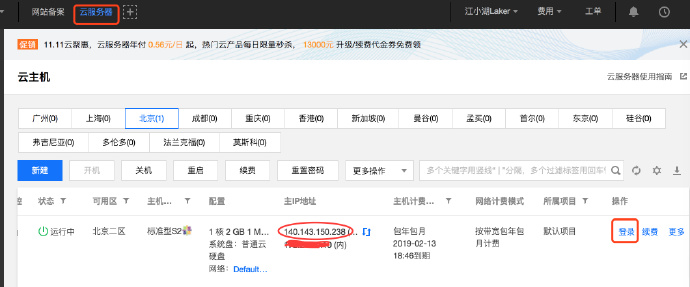 网站备案 云服务器 江小湖Laker 费用 工单
促销 11.11云聚惠，云服务器年付 0.56元/日 起，热门云产品每日限量秒杀，13000元 升级/续费代金券免费领
云主机 云服务器使用指南
广州(0) 上海(0) 北京(1) 成都(0) 重庆(0) 香港(0) 新加坡(0) 曼谷(0) 孟买(0) 首尔(0) 东京(0) 硅谷(0)
弗吉尼亚(0) 多伦多(0) 法兰克福(0) 莫斯科(0)
新建 开机 关机 重启 续费 重置密码 更多操作 多个关键字用竖线"|"分隔，多个过滤标签用回车
状态 可用区 主机... 配置 主IP地址 主机计费... 网络计费模式 所属项目 操作
运行中 北京二区 标准型S2 1 核 2 GB 1 M... 140.143.150.238 (... 包年包月 按带宽包年包 默认项目 登录 续费 更多
系统盘：普通云 (内) 2019-02-13 月计费
硬盘 18:46到期
网络：Default...